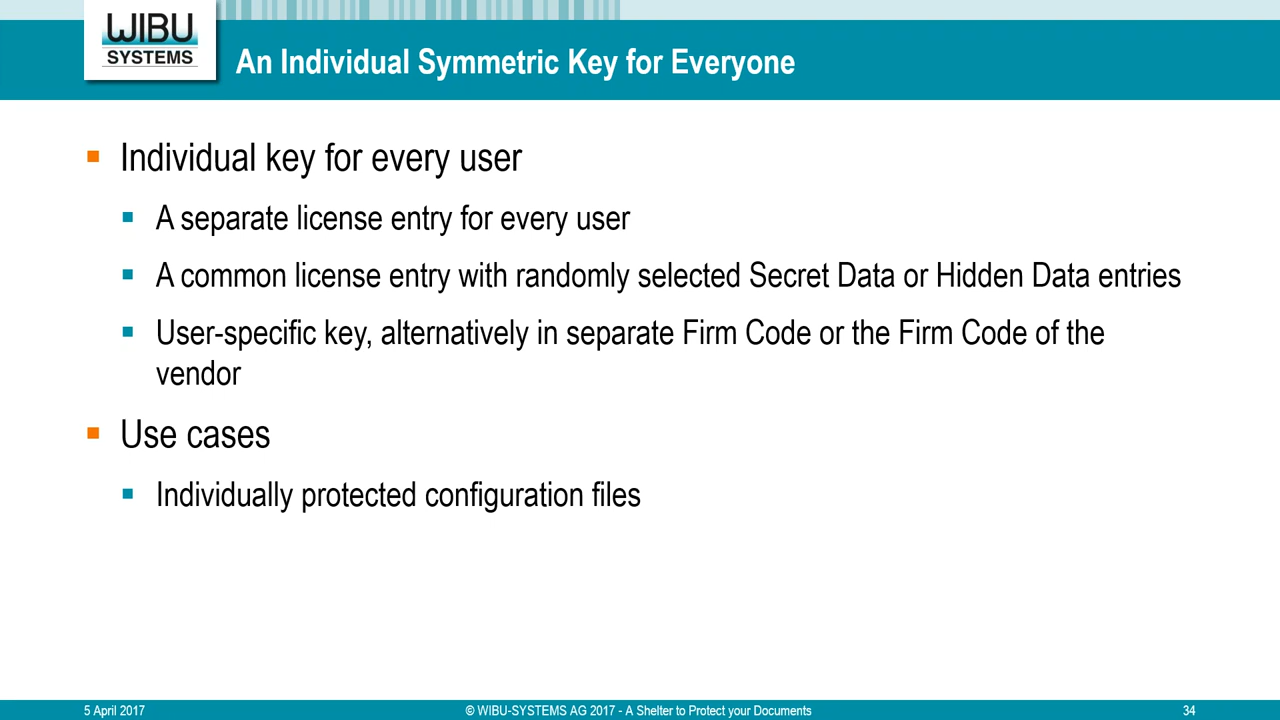 WIBU
SYSTEMS
An Individual Symmetric Key for Everyone
Individual key for every user
A separate license entry for every user
A common license entry with randomly selected Secret Data or Hidden Data entries
User-specific key, alternatively in separate Firm Code or the Firm Code of the
vendor
Use cases
Individually protected configuration files
5 April 2017
© WIBU-SYSTEMS AG 2017 - A Shelter to Protect your Documents
34